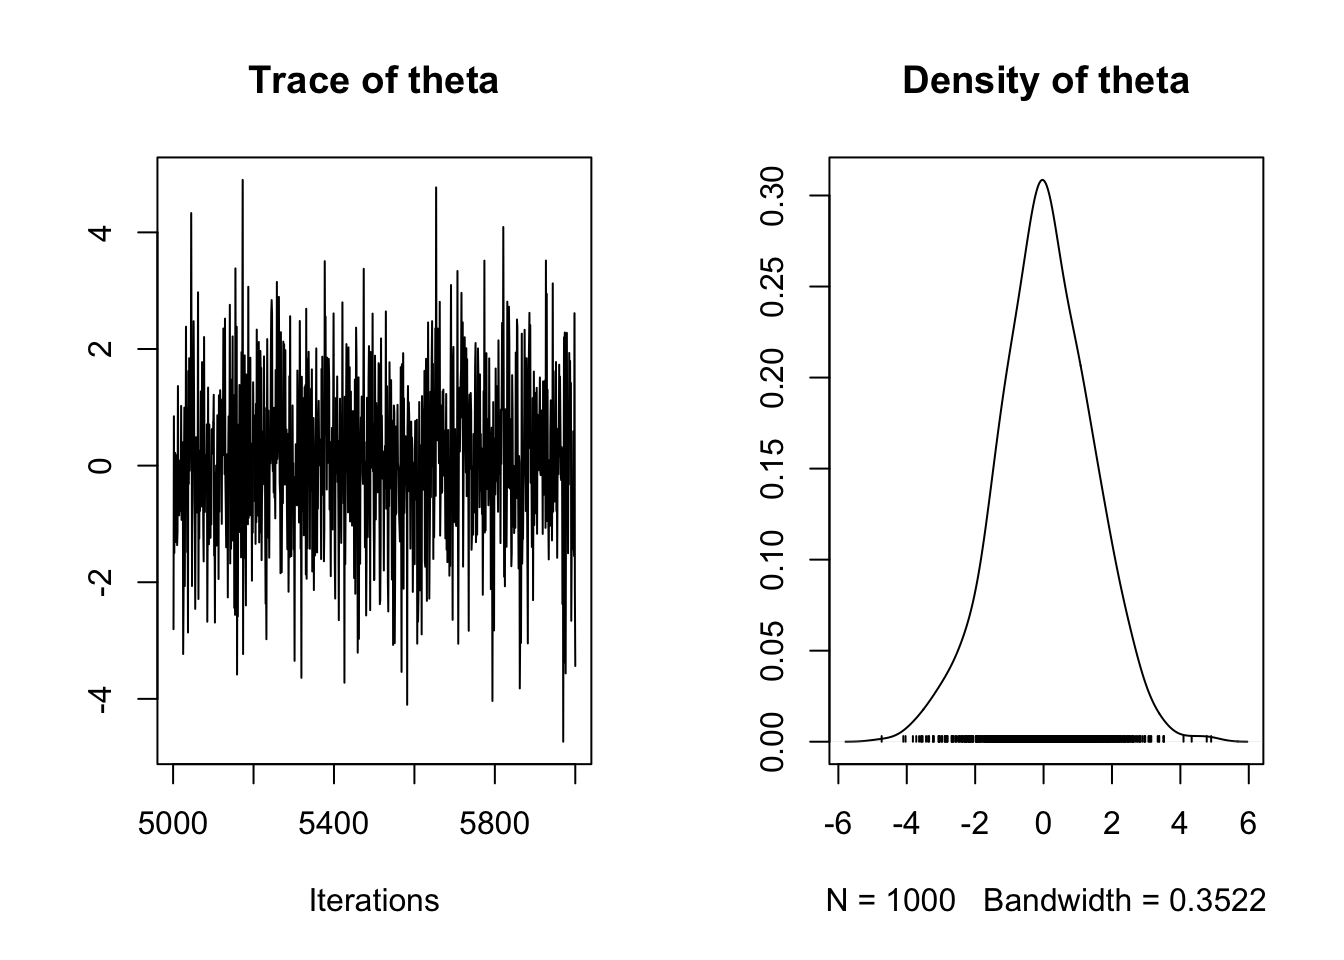 Trace of theta
4
2
0
-2
-4
5000 5400 5800
Iterations
Density of theta
0.30
0.25
0.20
0.15
0.10
0.05
0.00
-6 -4 -2 0 2 4 6
N = 1000 Bandwidth = 0.3522